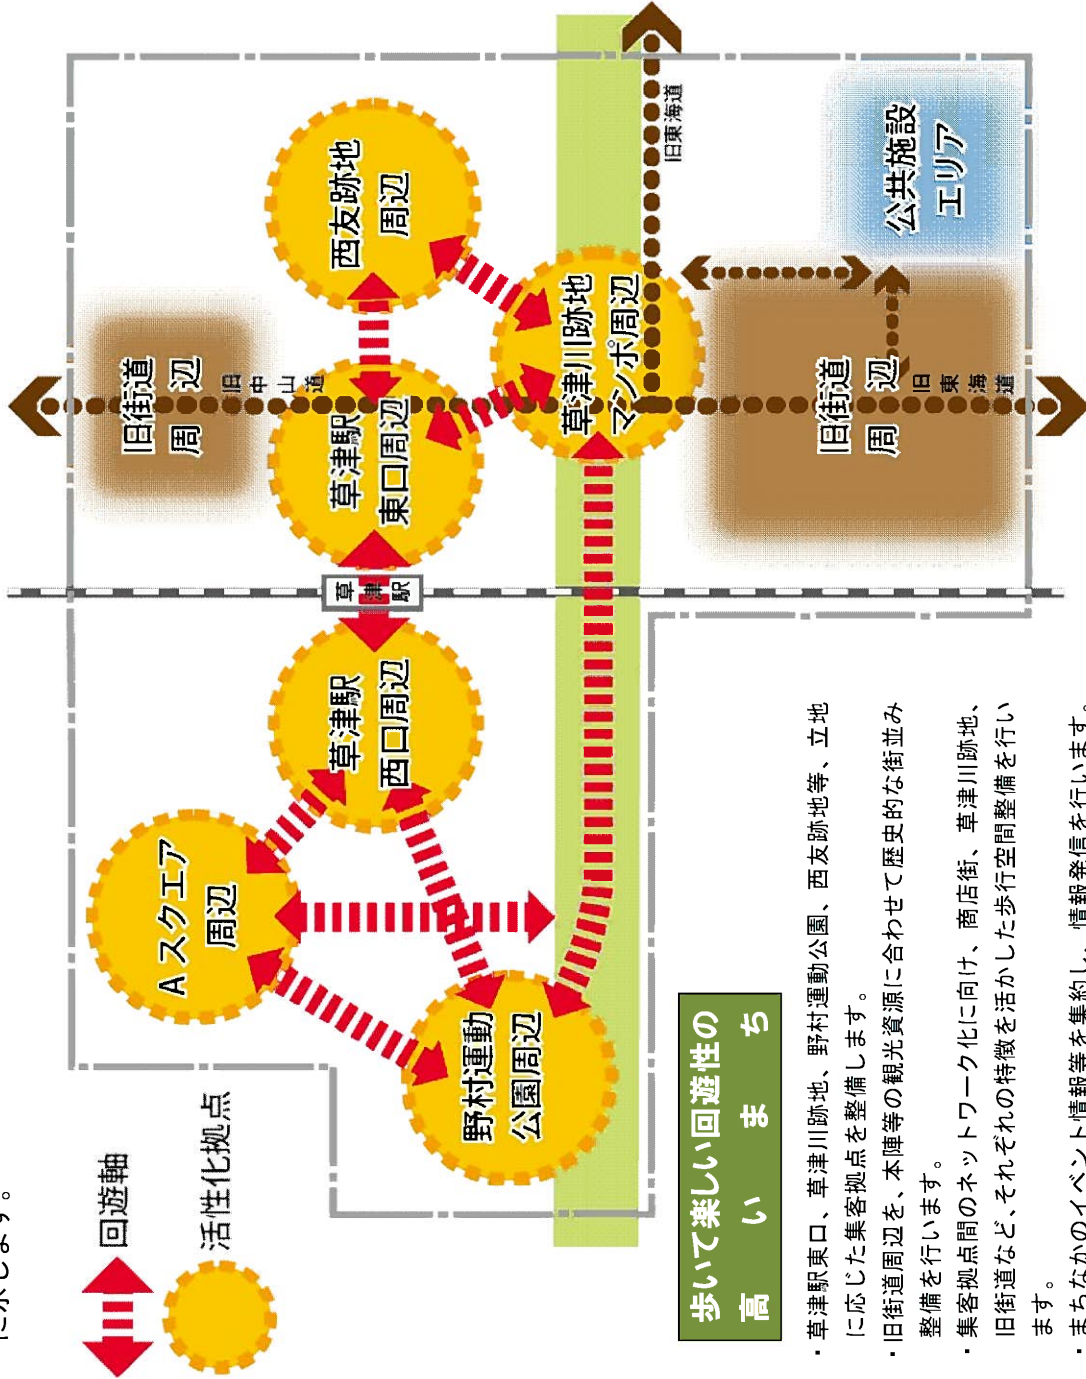 に示します。
回遊軸
活性化拠点
Aスクエア
周辺
旧街道
周辺
旧中山道
草津駅
西口周辺
草津駅
草津駅
東口周辺
西友跡地
周辺
野村運動
公園周辺
草津川跡地
マンポ周辺
旧東海道
旧街道
周辺
旧東海道
公共施設
エリア
歩いて楽しい回遊性の
高いまち
・草津駅東口、草津川跡地、野村運動公園、西友跡地等、立地
に応じた集客拠点を整備します。
・旧街道周辺を、本陣等の観光資源に合わせて歴史的な街並み
整備を行います。
・集客拠点間のネットワーク化に向け、商店街、草津川跡地、
旧街道など、それぞれの特徴を活かした歩行空間整備を行い
ます。
・まちなかのイベント情報等を集約し、情報発信を行います。